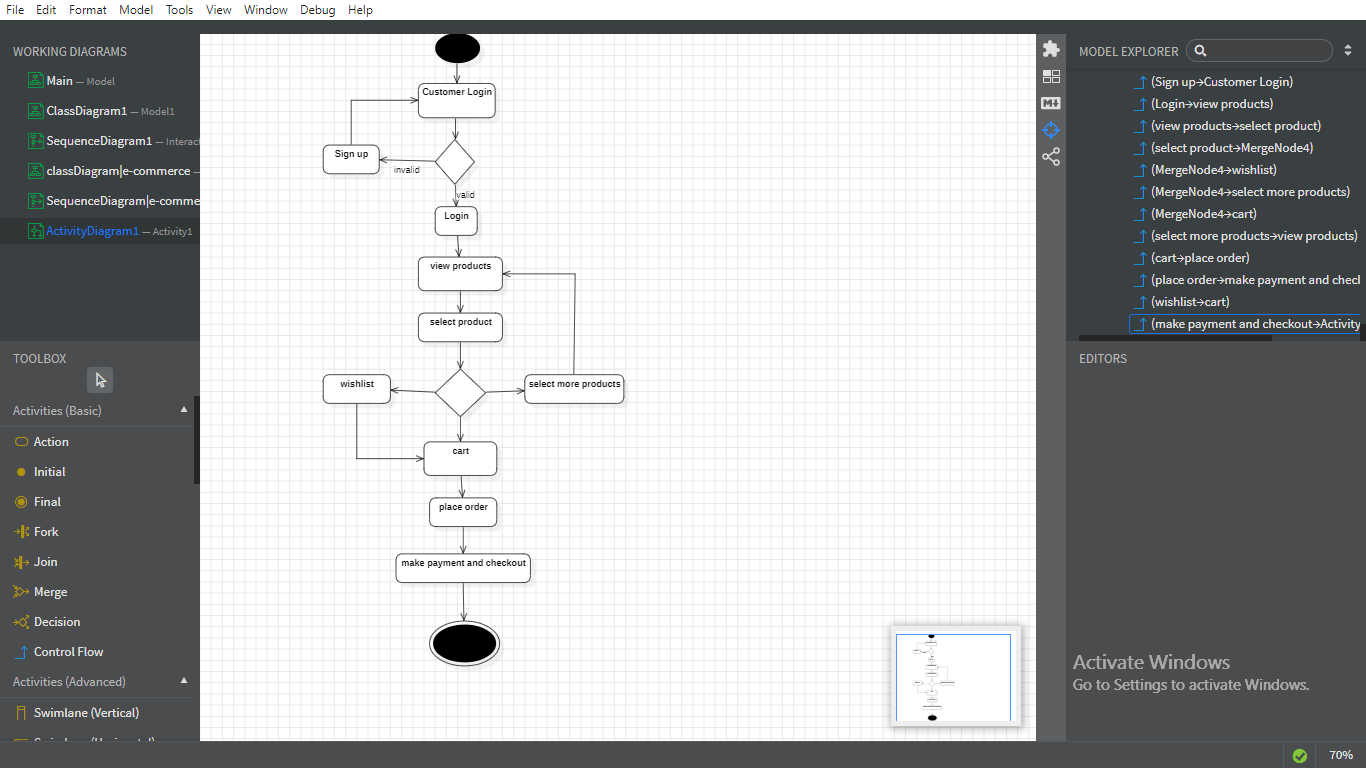 File Edit Format Model Tools View Window Debug Help
WORKING DIAGRAMS
Main — Model
ClassDiagram1 — Model1
SequenceDiagram1 — Interac
classDiagram|e-commerce —
SequenceDiagram|e-comme
ActivityDiagram1 — Activity1
TOOLBOX
Activities (Basic)
Action
Initial
Final
Fork
Join
Merge
Decision
Control Flow
Activities (Advanced)
Swimlane (Vertical)
Customer Login
Sign up
invalid
valid
Login
view products
select product
wishlist
select more products
cart
place order
make payment and checkout
MODEL EXPLORER
(Sign up→Customer Login)
(Login→view products)
(view products→select product)
(select product→MergeNode4)
(MergeNode4→wishlist)
(MergeNode4→select more products)
(MergeNode4→cart)
(select more products→view products)
(cart→place order)
(place order→make payment and checl
(wishlist→cart)
(make payment and checkout→Activity
EDITORS
Activate Windows
Go to Settings to activate Windows.
70%